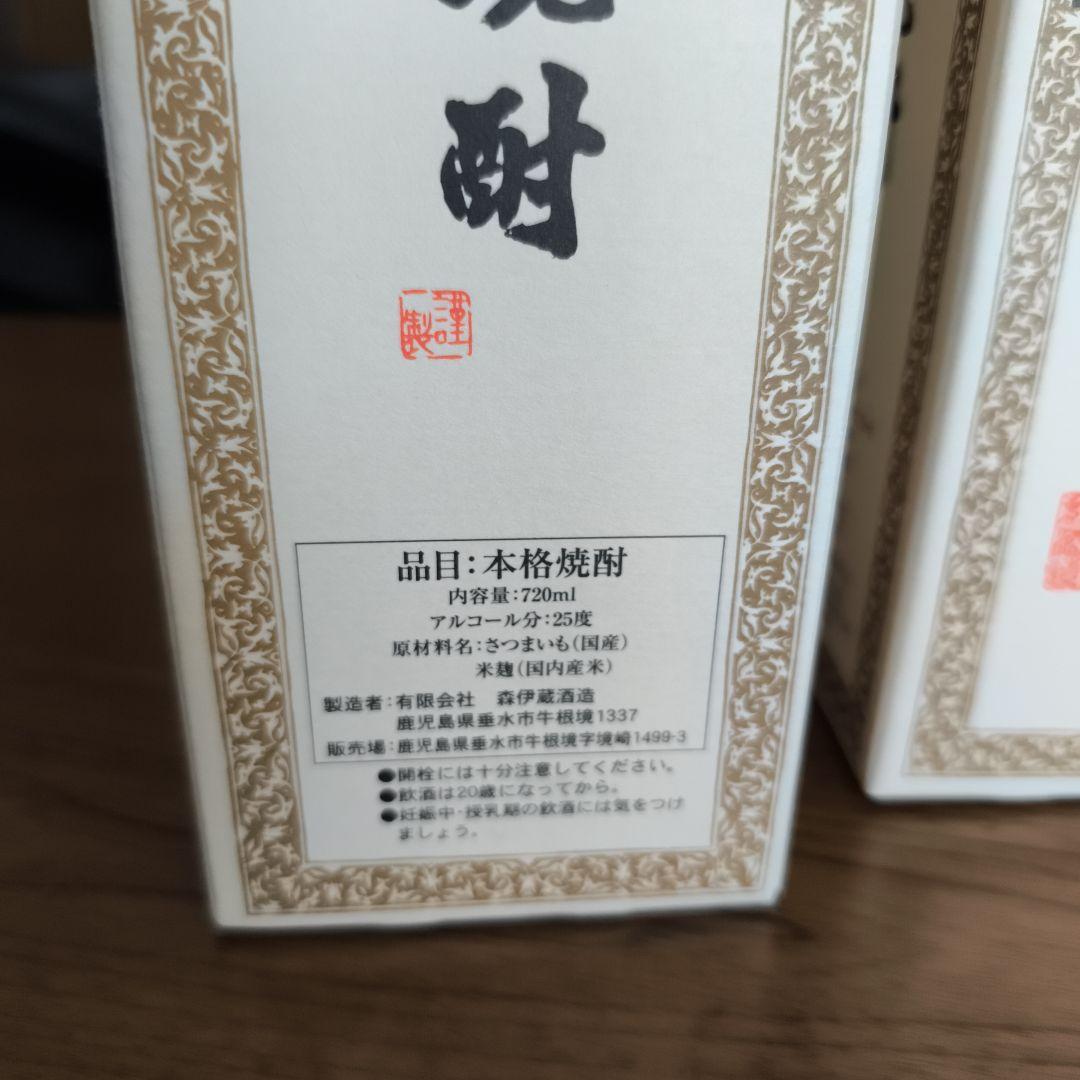 焼酎
謹製
品目：本格焼酎
内容量：720ml
アルコール分：25度
原材料名：さつまいも（国産）
米麹（国内産米）
製造者：有限会社　森伊蔵酒造
鹿児島県垂水市牛根境1337
販売場：鹿児島県垂水市牛根境字境崎1499-3
●開栓には十分注意してください。
●飲酒は20歳になってから。
●妊娠中・授乳期の飲酒には気をつけ
ましょう。